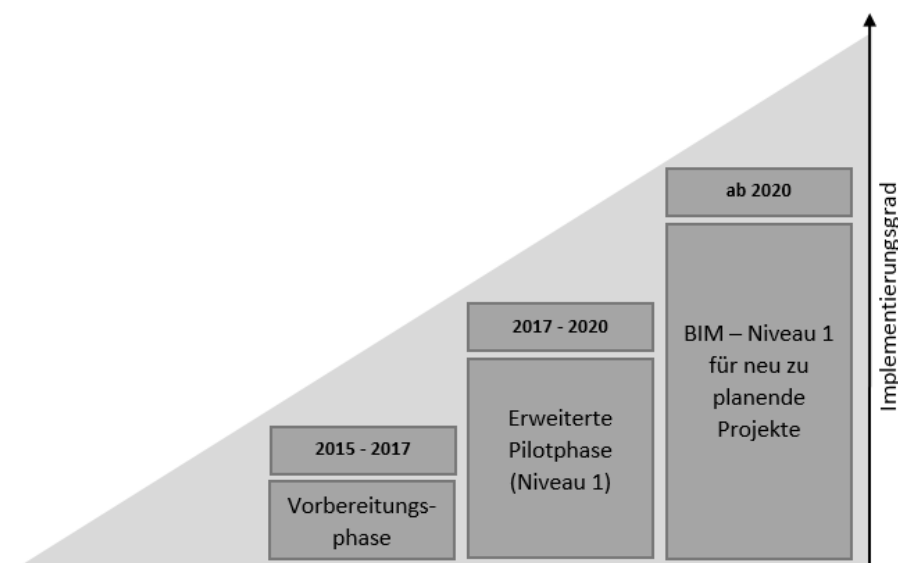 ab 2020
BIM – Niveau 1
für neu zu
planende
Projekte
2017 - 2020
Erweiterte
Pilotphase
(Niveau 1)
2015 - 2017
Vorbereitungs-
phase
Implementierungsgrad